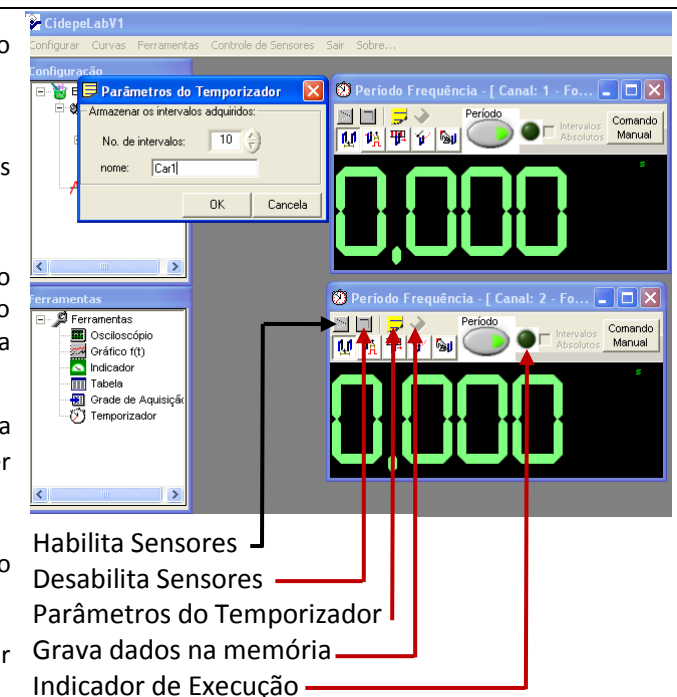 CidepeLabV1
Configurar Curvas Ferramentas Controle de Sensores Sair Sobre...
Configuração
Parâmetros do Temporizador
Armazenar os intervalos adquiridos:
No. de intervalos: 10
nome: Car1
OK Cancela
Período Frequência - [ Canal: 1 - Fo...
Período
Intervalos Absolutos
Comando Manual
s
0.000
Ferramentas
Ferramentas
Osciloscópio
Gráfico f(t)
Indicador
Tabela
Grade de Aquisiçã
Temporizador
Período Frequência - [ Canal: 2 - Fo...
Período
Intervalos Absolutos
Comando Manual
s
0.000
Habilita Sensores
Desabilita Sensores
Parâmetros do Temporizador
Grava dados na memória
Indicador de Execução